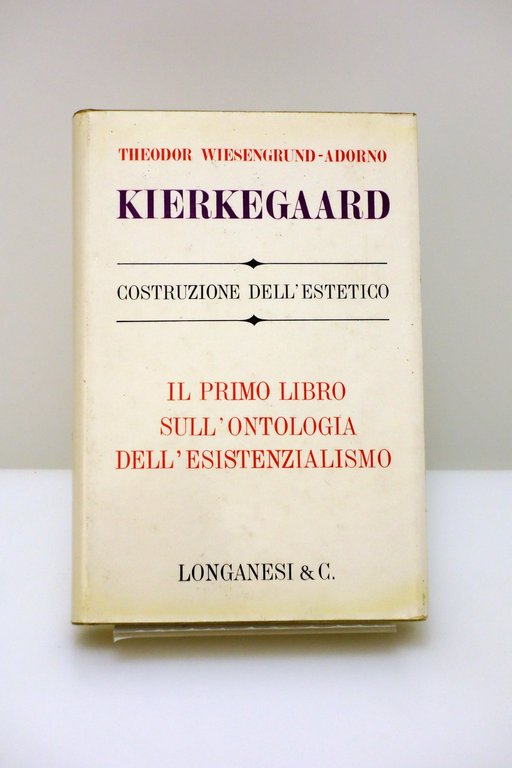 THEODOR WIESENGRUND-ADORNO
KIERKEGAARD
COSTRUZIONE DELL'ESTETICO
IL PRIMO LIBRO
SULL'ONTOLOGIA
DELL'ESISTENZIALISMO
LONGANESI & C.